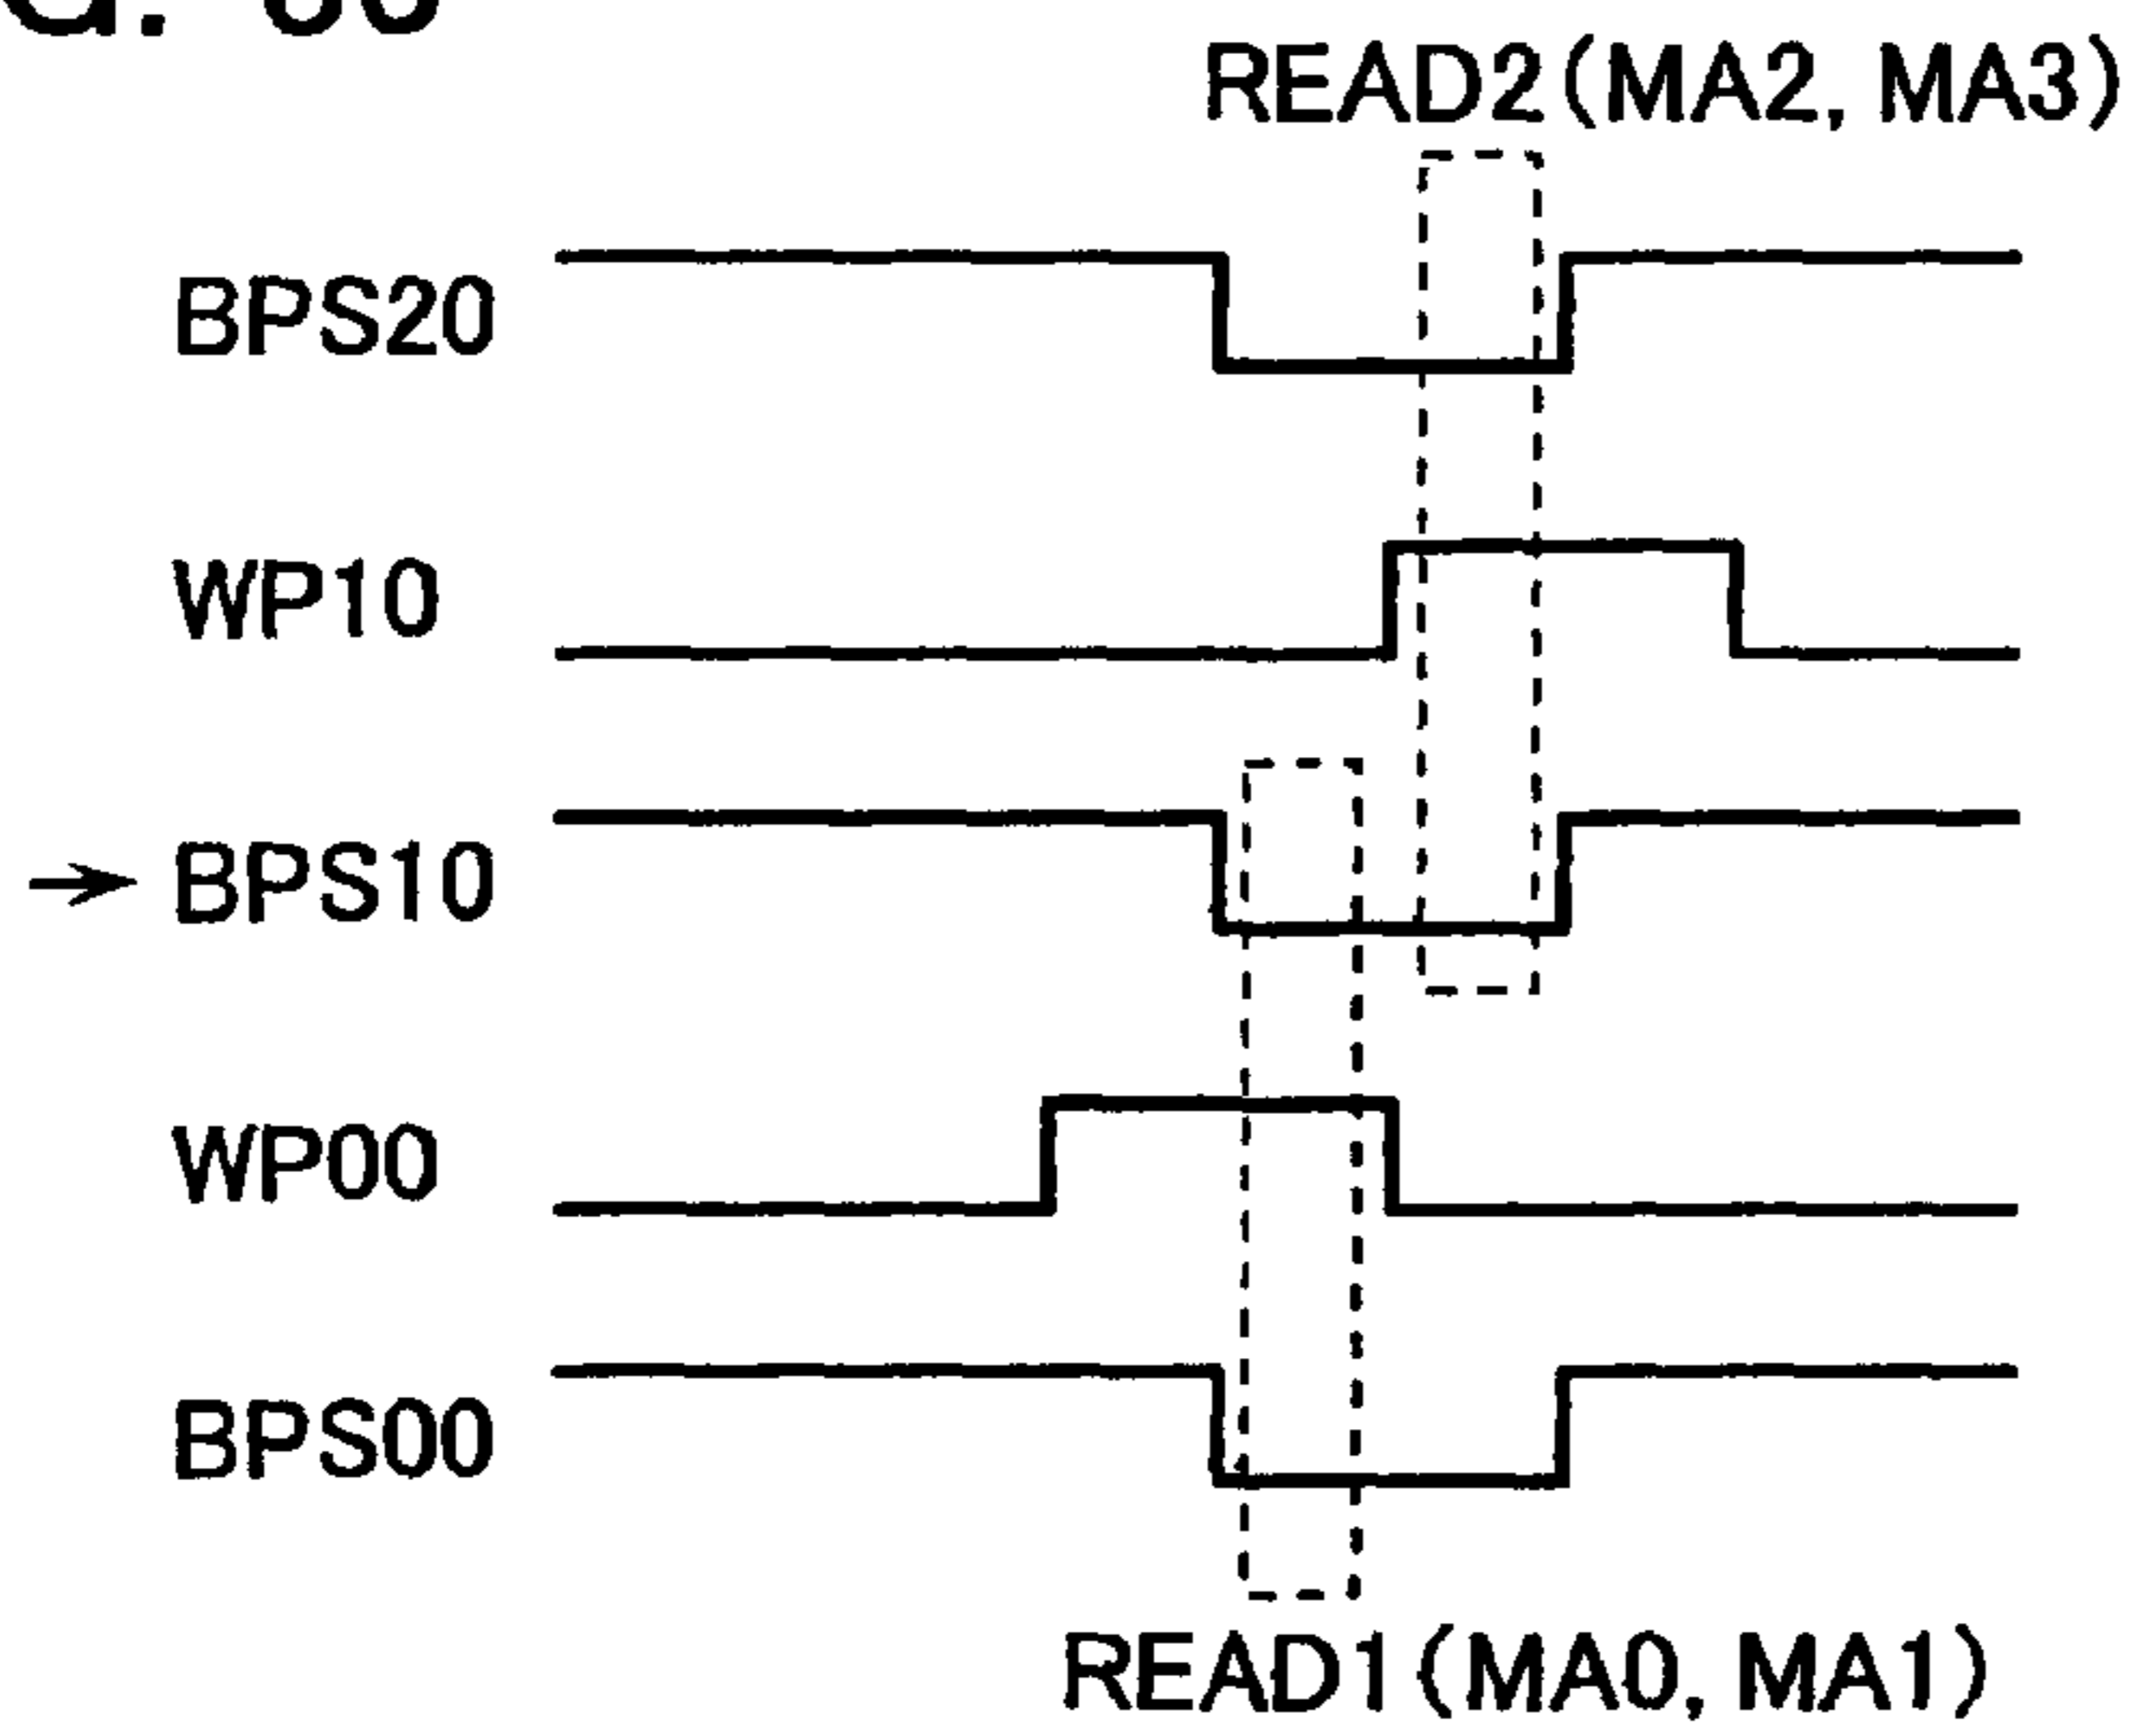 READ2(MA2, MA3)
BPS20
WP10
→ BPS10
WP00
BPS00
READ1(MA0, MA1)